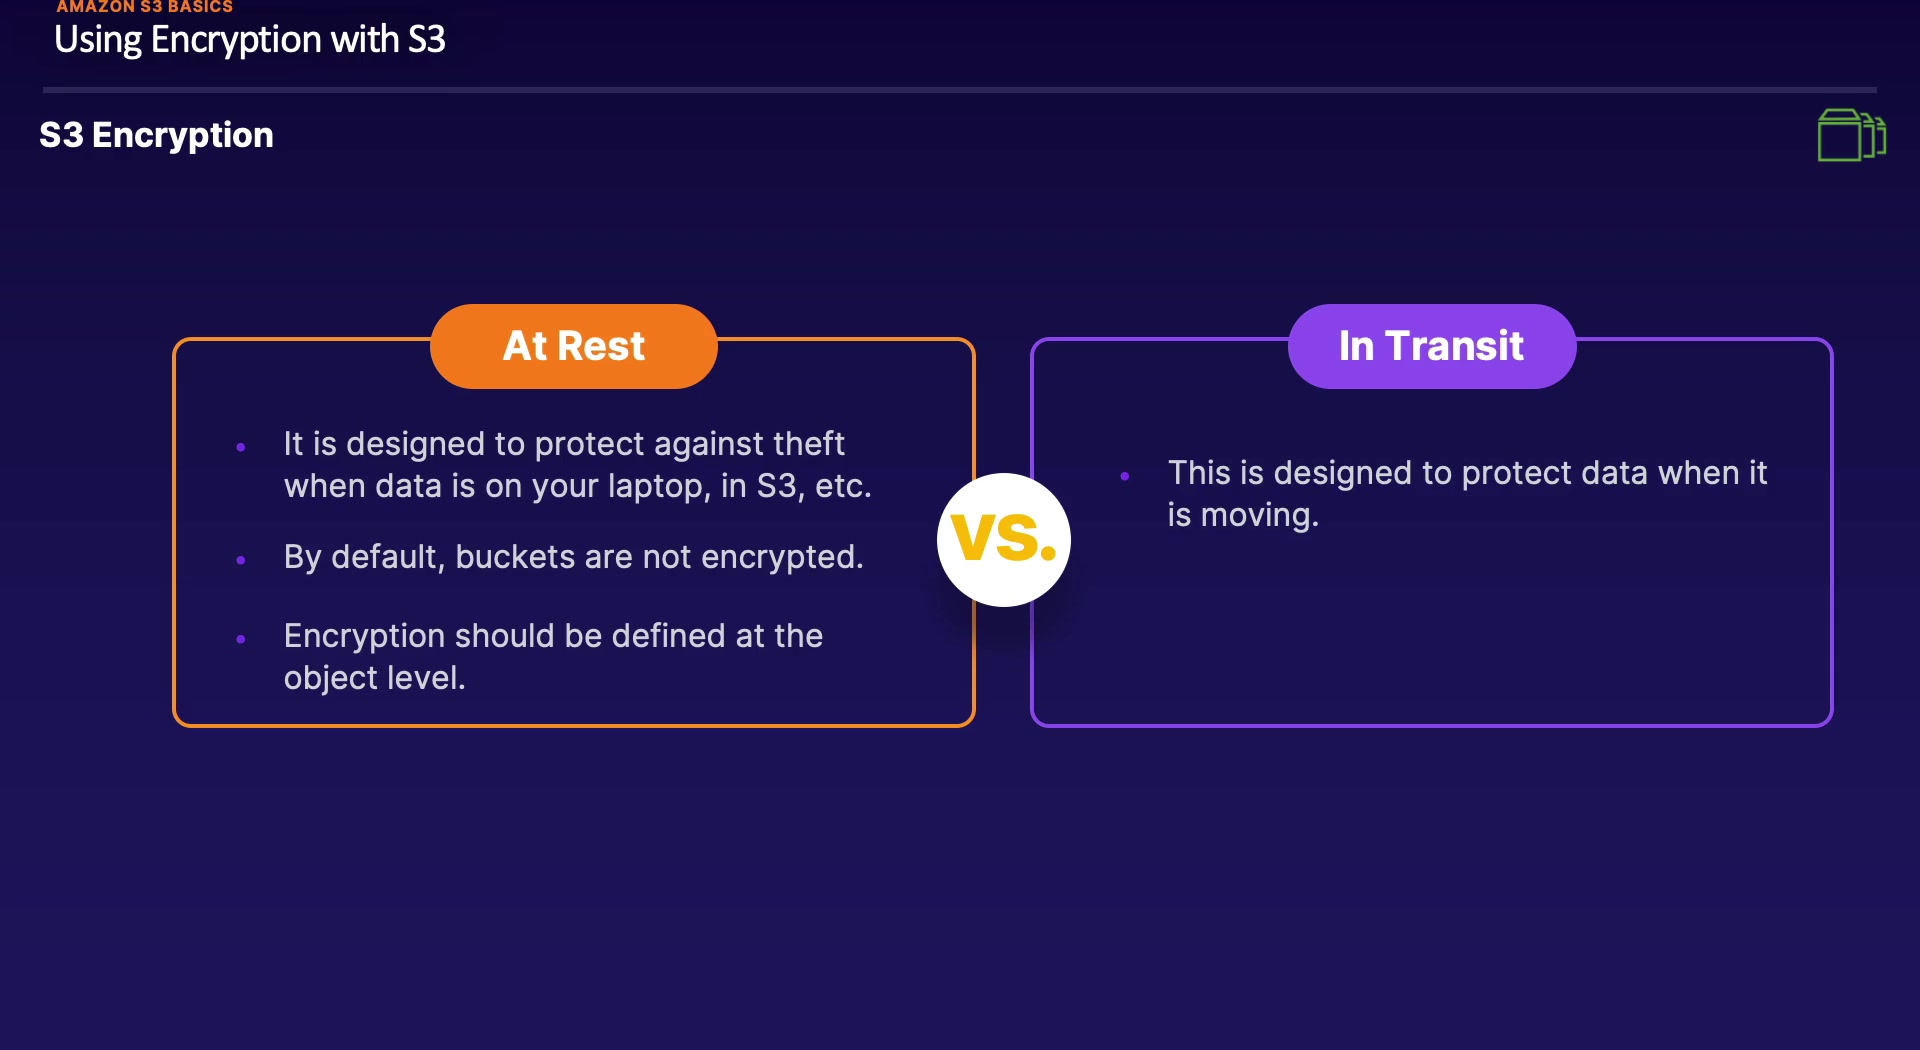 AMAZON S3 BASICS
Using Encryption with S3
S3 Encryption
At Rest
• It is designed to protect against theft
when data is on your laptop, in S3, etc.
• By default, buckets are not encrypted.
• Encryption should be defined at the
object level.
VS.
In Transit
• This is designed to protect data when it
is moving.